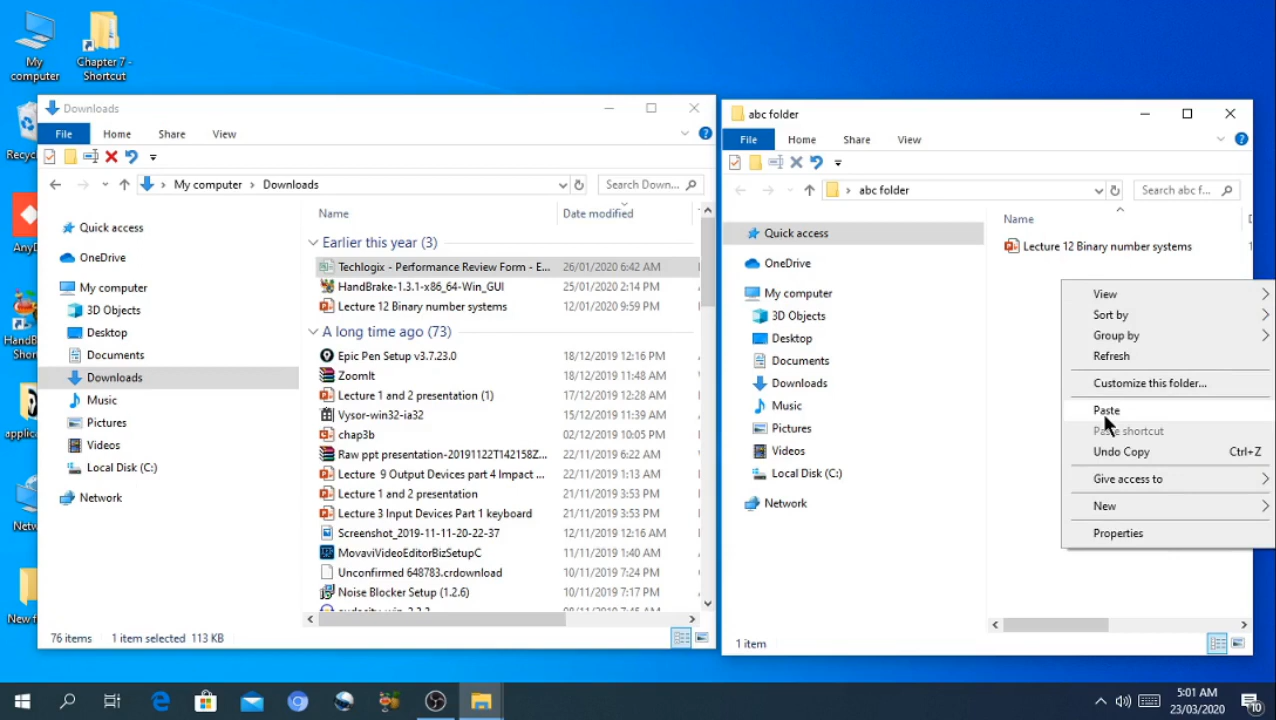 My computer
Chapter 7 - Shortcut
Downloads
File Home Share View
My computer > Downloads
Search Down...
Quick access
OneDrive
My computer
3D Objects
Desktop
Documents
Downloads
Music
Pictures
Videos
Local Disk (C:)
Network
Name Date modified
Earlier this year (3)
Techlogix - Performance Review Form - E... 26/01/2020 6:42 AM
HandBrake-1.3.1-x86_64-Win_GUI 25/01/2020 2:14 PM
Lecture 12 Binary number systems 12/01/2020 9:59 PM
A long time ago (73)
Epic Pen Setup v3.7.23.0 18/12/2019 12:16 PM
ZoomIt 18/12/2019 11:48 AM
Lecture 1 and 2 presentation (1) 17/12/2019 12:28 AM
Vysor-win32-ia32 15/12/2019 11:39 AM
chap3b 02/12/2019 10:05 PM
Raw ppt presentation-20191122T142158Z... 22/11/2019 6:22 AM
Lecture 9 Output Devices part 4 Impact ... 22/11/2019 1:13 AM
Lecture 1 and 2 presentation 21/11/2019 3:53 PM
Lecture 3 Input Devices Part 1 keyboard 21/11/2019 3:53 PM
Screenshot_2019-11-11-20-22-37 12/11/2019 12:16 AM
MovaviVideoEditorBizSetupC 11/11/2019 1:40 AM
Unconfirmed 648783.crdownload 10/11/2019 7:24 PM
Noise Blocker Setup (1.2.6) 10/11/2019 7:17 PM
76 items 1 item selected 113 KB
abc folder
File Home Share View
abc folder
Search abc f...
Quick access
OneDrive
My computer
3D Objects
Desktop
Documents
Downloads
Music
Pictures
Videos
Local Disk (C:)
Network
Name
Lecture 12 Binary number systems
View
Sort by
Group by
Refresh
Customize this folder...
Paste
Undo Copy Ctrl+Z
Give access to
New
Properties
1 item
5:01 AM
23/03/2020
10